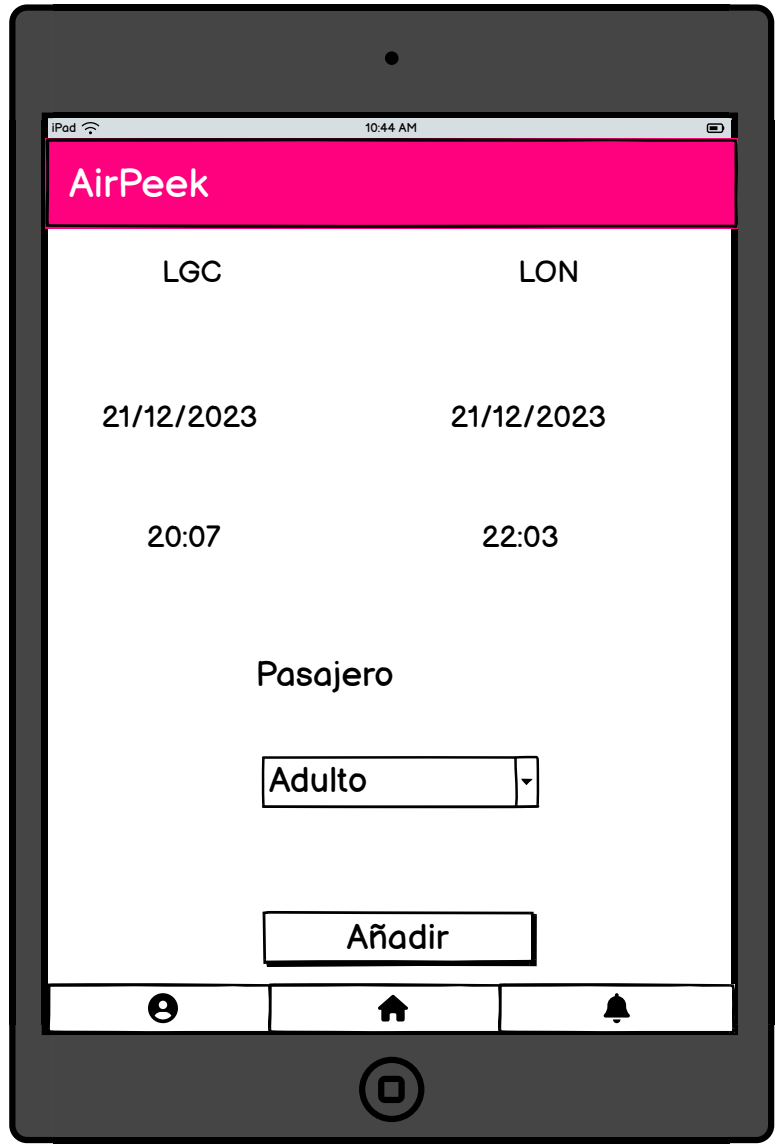 iPad 10:44 AM
AirPeek
LGC LON
21/12/2023 21/12/2023
20:07 22:03
Pasajero
Adulto
Añadir